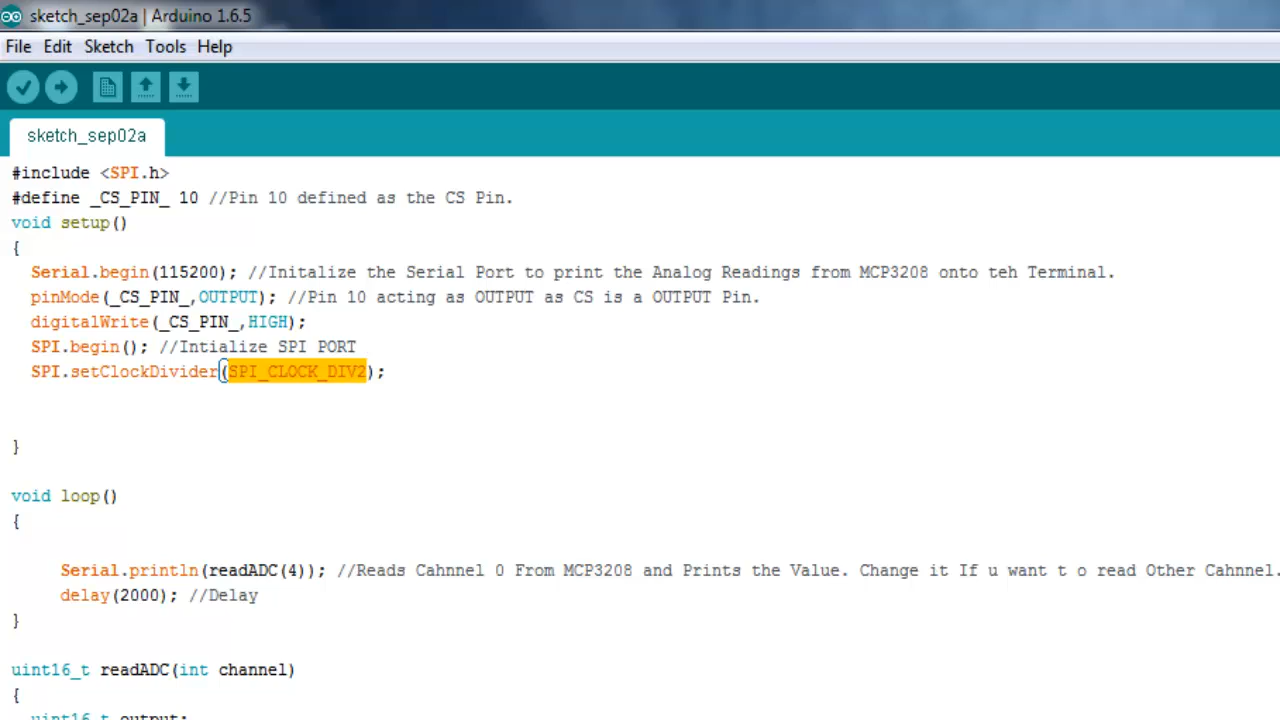 sketch_sep02a | Arduino 1.6.5
File Edit Sketch Tools Help
sketch_sep02a
#include <SPI.h>
#define _CS_PIN_ 10 //Pin 10 defined as the CS Pin.
void setup()
{
Serial.begin(115200); //Initalize the Serial Port to print the Analog Readings from MCP3208 onto teh Terminal.
pinMode(_CS_PIN_,OUTPUT); //Pin 10 acting as OUTPUT as CS is a OUTPUT Pin.
digitalWrite(_CS_PIN_,HIGH);
SPI.begin(); //Intialize SPI PORT
SPI.setClockDivider(SPI_CLOCK_DIV2);
}
void loop()
{
Serial.println(readADC(4)); //Reads Cahnnel 0 From MCP3208 and Prints the Value. Change it If u want t o read Other Cahnnel.
delay(2000); //Delay
}
uint16_t readADC(int channel)
{
uint16_t output;